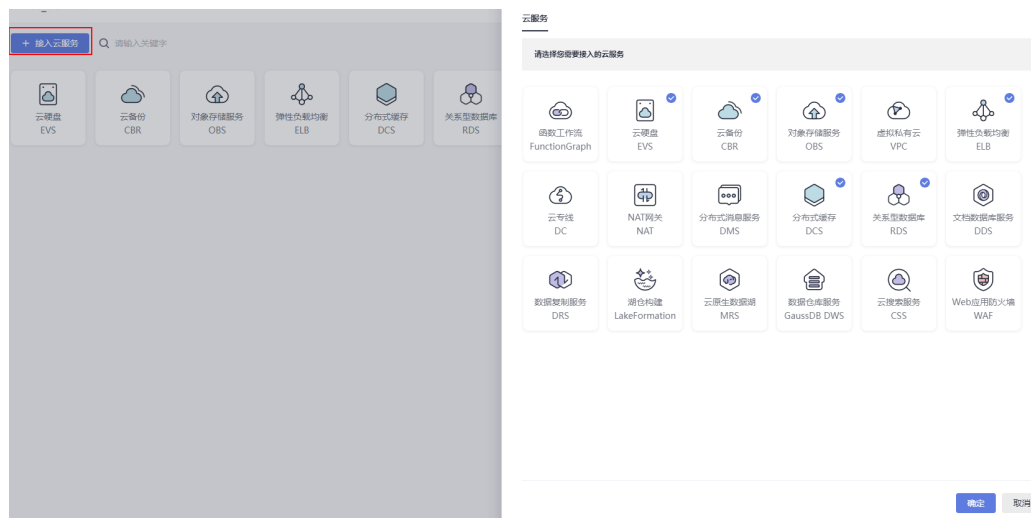 + 接入云服务
请输入关键字
云硬盘
EVS
云备份
CBR
对象存储服务
OBS
弹性负载均衡
ELB
分布式缓存
DCS
关系型数据库
RDS
云服务
请选择您需要接入的云服务
函数工作流
FunctionGraph
云硬盘
EVS
云备份
CBR
对象存储服务
OBS
虚拟私有云
VPC
弹性负载均衡
ELB
云专线
DC
NAT网关
NAT
分布式消息服务
DMS
分布式缓存
DCS
关系型数据库
RDS
文档数据库服务
DDS
数据复制服务
DRS
湖仓构建
LakeFormation
云原生数据湖
MRS
数据仓库服务
GaussDB DWS
云搜索服务
CSS
Web应用防火墙
WAF
确定
取消